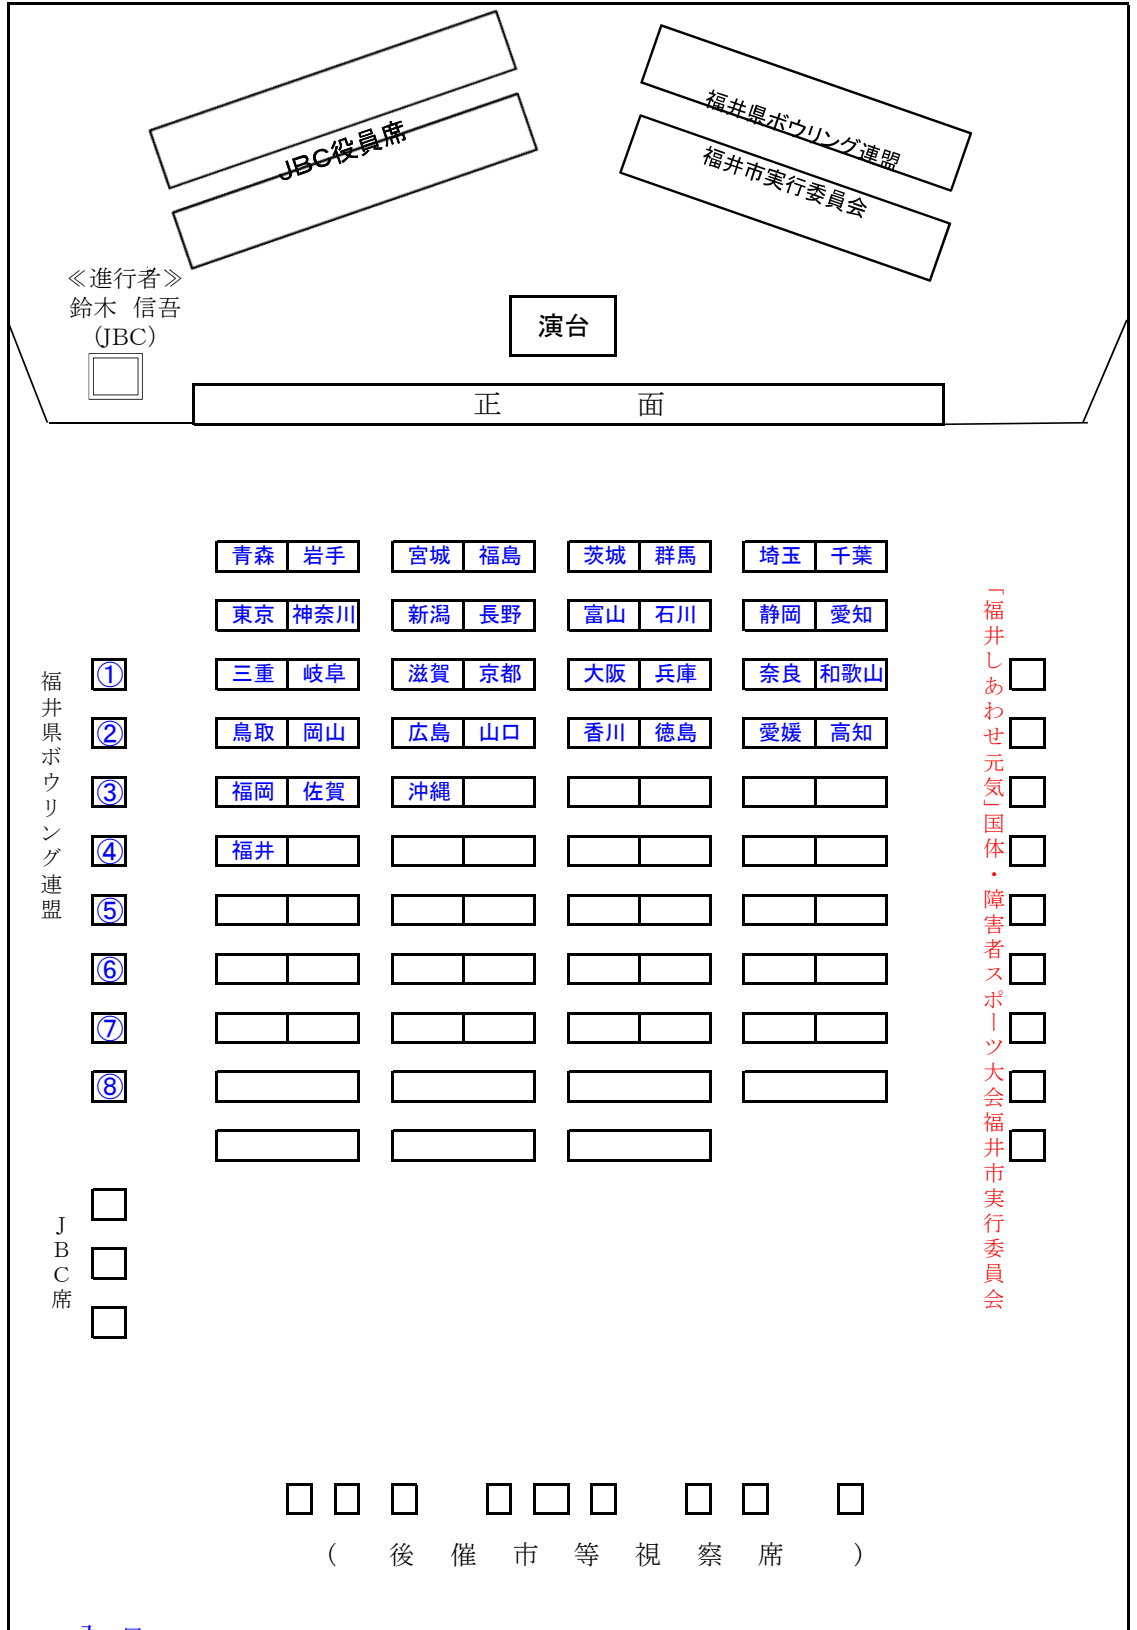 JBC役員席
福井県ボウリング連盟
福井市実行委員会
≪進行者≫
鈴木 信吾
(JBC)
演台
正 面
青森 岩手 宮城 福島 茨城 群馬 埼玉 千葉
東京 神奈川 新潟 長野 富山 石川 静岡 愛知
① 三重 岐阜 滋賀 京都 大阪 兵庫 奈良 和歌山
② 鳥取 岡山 広島 山口 香川 徳島 愛媛 高知
③ 福岡 佐賀 沖縄
④ 福井
⑤
⑥
⑦
⑧
福井県ボウリング連盟
JBC席
「福井しあわせ元気」国体・障害者スポーツ大会福井市実行委員会
( 後 催 市 等 視 察 席 )